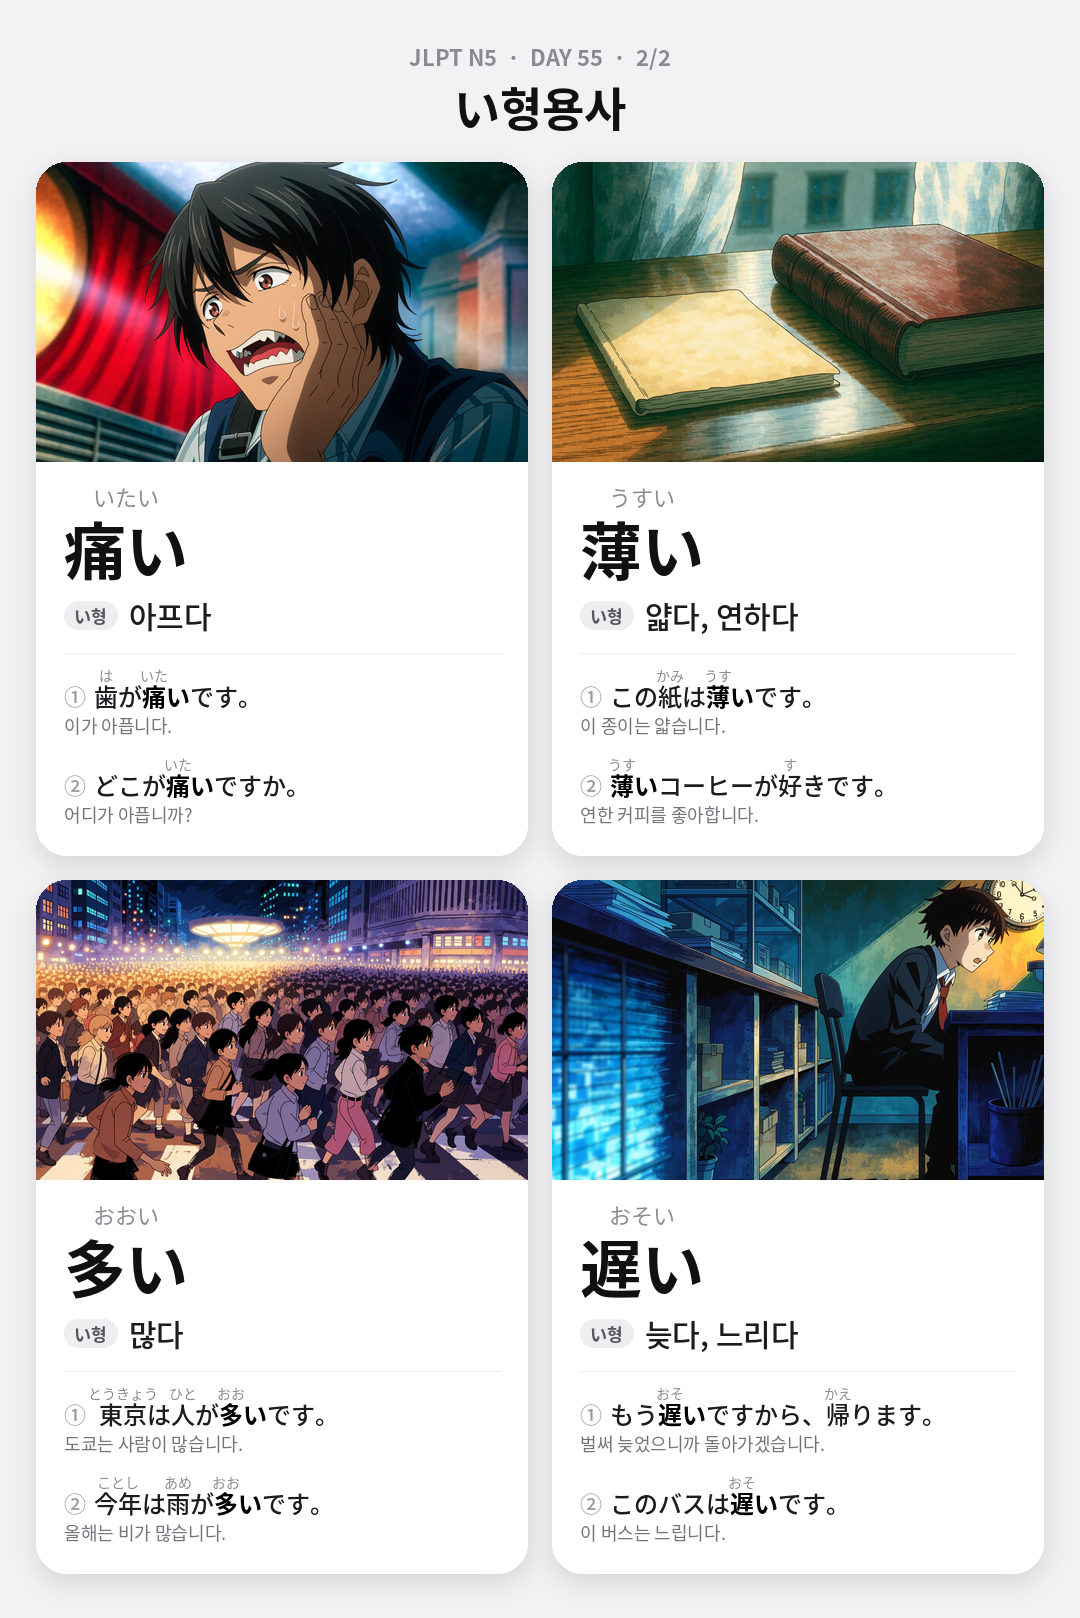 JLPT N5 · DAY 55 · 2/2
い형용사
いたい
痛い
い형 아프다
は いた
① 歯が痛いです。
이가 아픕니다.
いた
② どこが痛いですか。
어디가 아픕니까?
うすい
薄い
い형 얇다, 연하다
かみ うす
① この紙は薄いです。
이 종이는 얇습니다.
うす す
② 薄いコーヒーが好きです。
연한 커피를 좋아합니다.
おおい
多い
い형 많다
とうきょう ひと おお
① 東京は人が多いです。
도쿄는 사람이 많습니다.
ことし あめ おお
② 今年は雨が多いです。
올해는 비가 많습니다.
おそい
遅い
い형 늦다, 느리다
おそ かえ
① もう遅いですから、帰ります。
벌써 늦었으니까 돌아가겠습니다.
おそ
② このバスは遅いです。
이 버스는 느립니다.